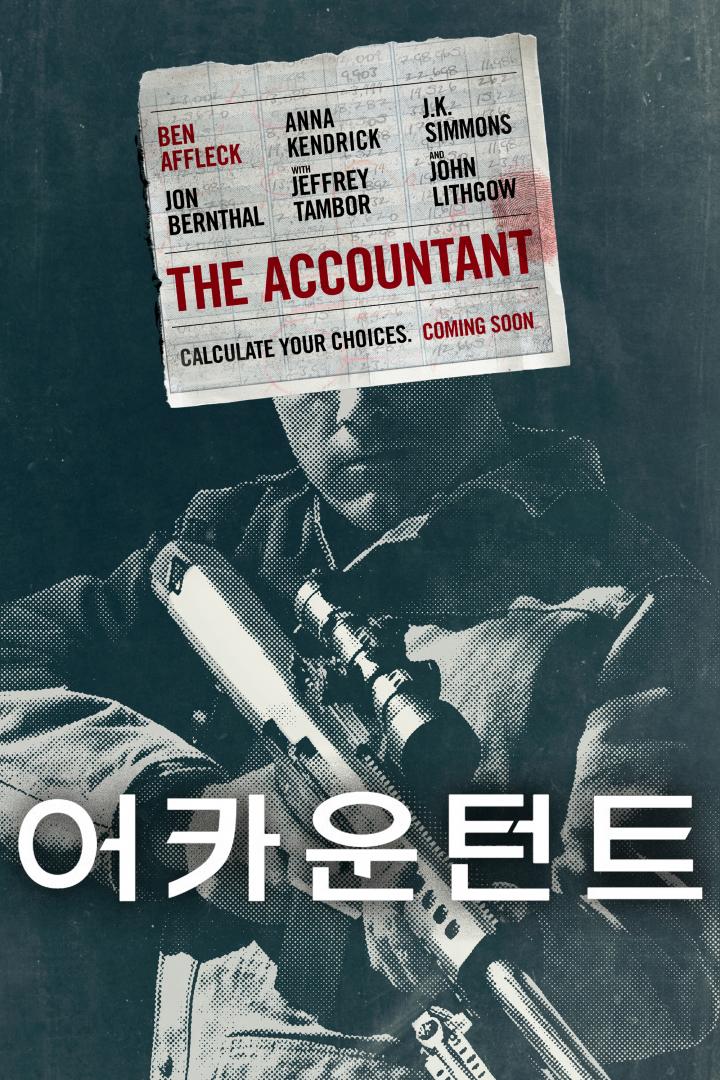 BEN AFFLECK
ANNA KENDRICK
J.K. SIMMONS
JON BERNTHAL
WITH JEFFREY TAMBOR
AND JOHN LITHGOW
THE ACCOUNTANT
CALCULATE YOUR CHOICES. COMING SOON
어카운턴트